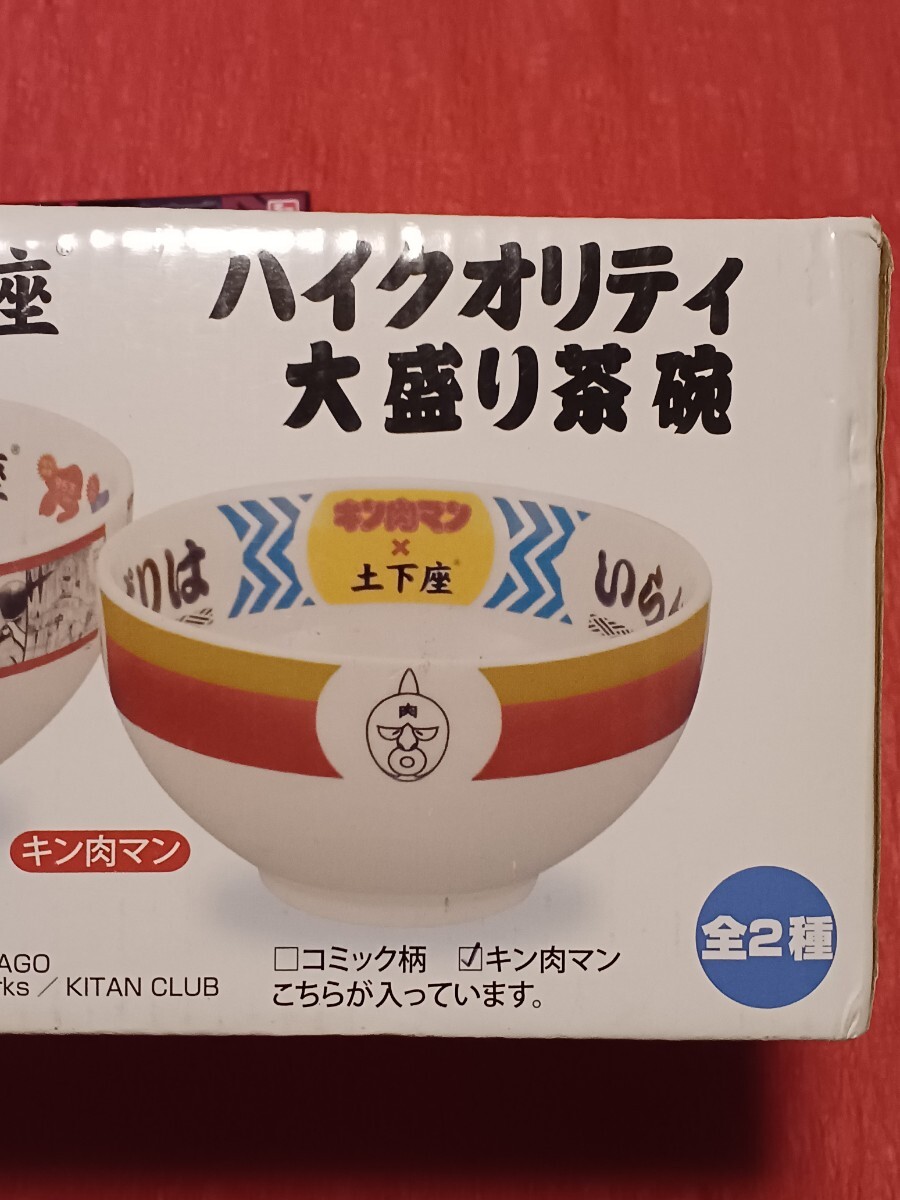 座®
ハイクオリティ
大盛り茶碗
座®
キン肉マン
×
土下座®
りは
いら
肉
キン肉マン
全2種
AGO
rks／KITAN CLUB
□コミック柄 ☑キン肉マン
こちらが入っています。